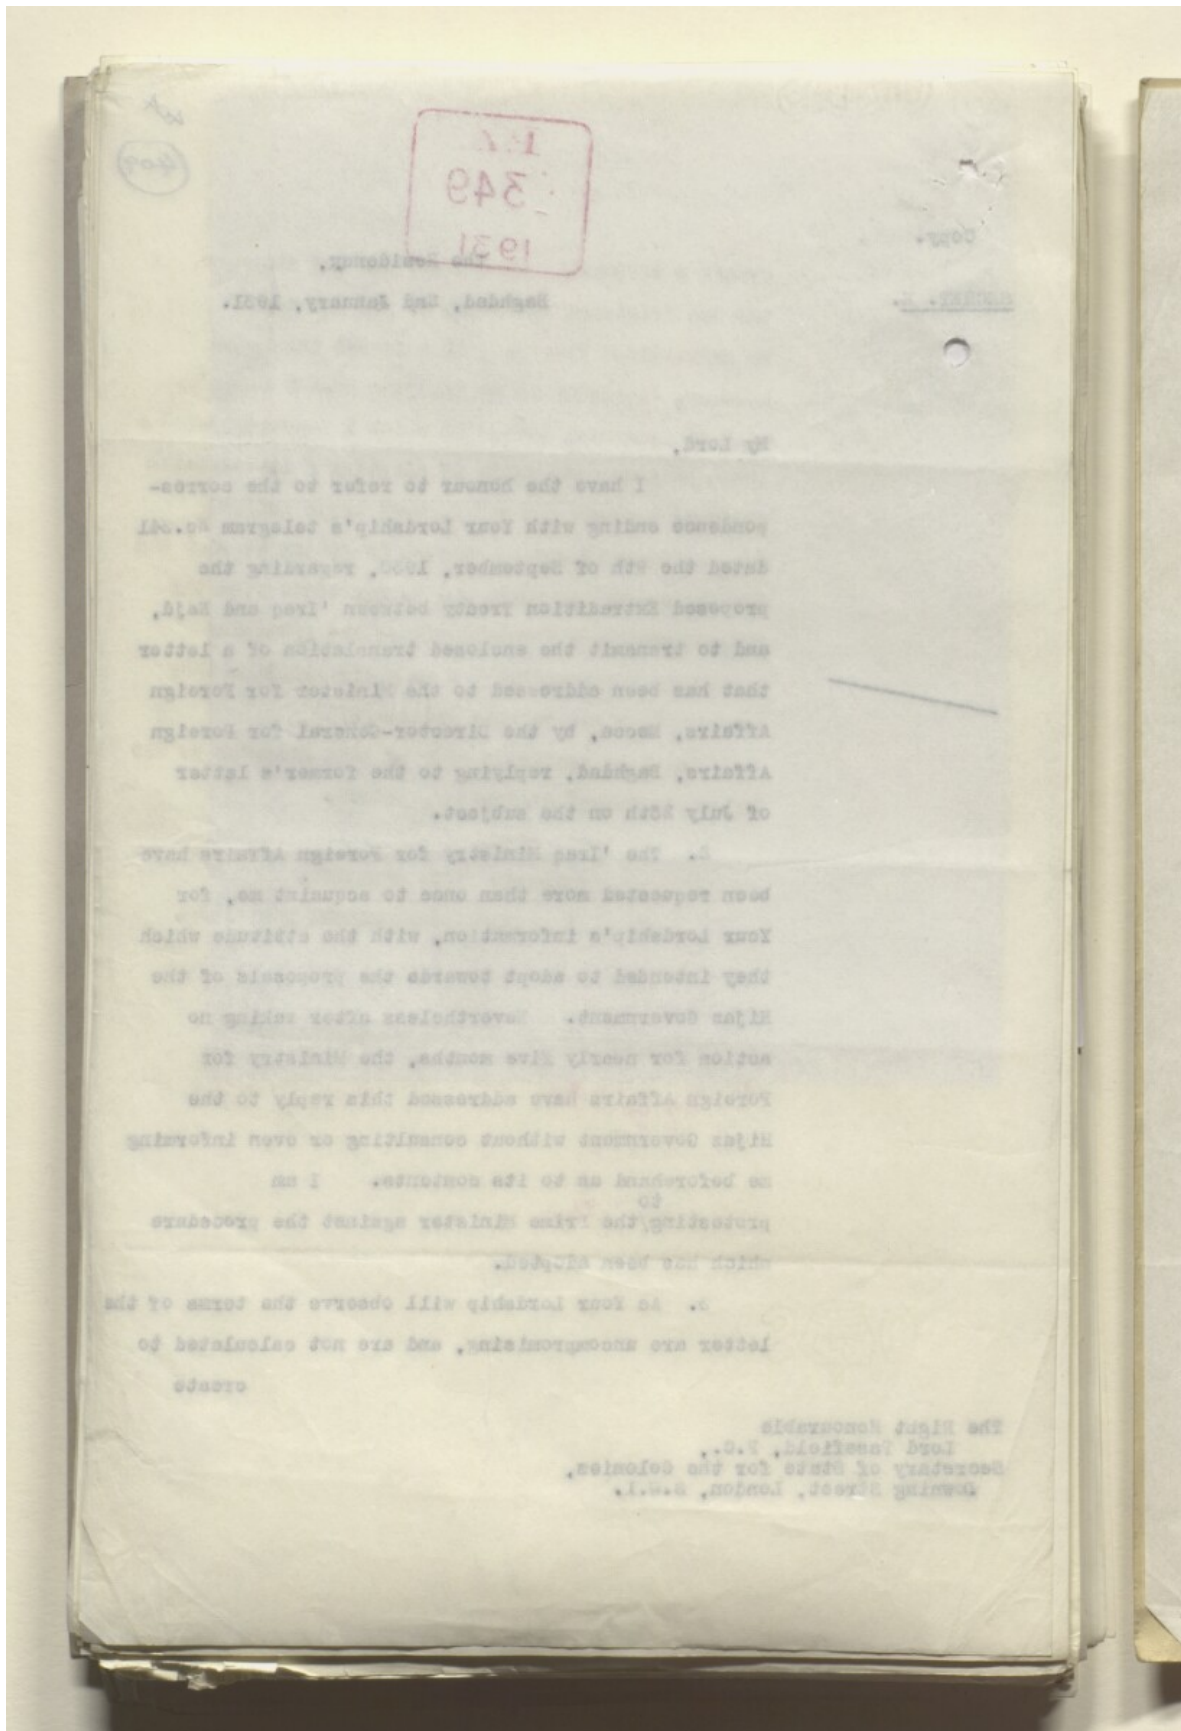 409
349
1931
Copy.
The Residency,
Baghdad, 2nd January, 1931.
My Lord,
I have the honour to refer to the corres-
pondence ending with Your Lordship's telegram No.341
dated the 9th of September, 1930, regarding the
proposed Extradition Treaty between 'Iraq and Najd,
and to transmit the enclosed translation of a letter
that has been addressed to the Minister for Foreign
Affairs, Mecca, by the Director-General for Foreign
Affairs, Baghdad, replying to the former's letter
of July 25th on the subject.
2. The 'Iraq Ministry for Foreign Affairs have
been requested more than once to acquaint me, for
Your Lordship's information, with the attitude which
they intended to adopt towards the proposals of the
Hijaz Government. Nevertheless after taking no
action for nearly five months, the Ministry for
Foreign Affairs have addressed this reply to the
Hijaz Government without consulting or even informing
me beforehand as to its contents. I am
to
protesting/the Prime Minister against the procedure
which has been adopted.
3. As Your Lordship will observe the terms of the
letter are uncompromising, and are not calculated to
create
The Right Honourable
Lord Passfield, P.C.,
Secretary of State for the Colonies,
Downing Street, London, S.W.1.